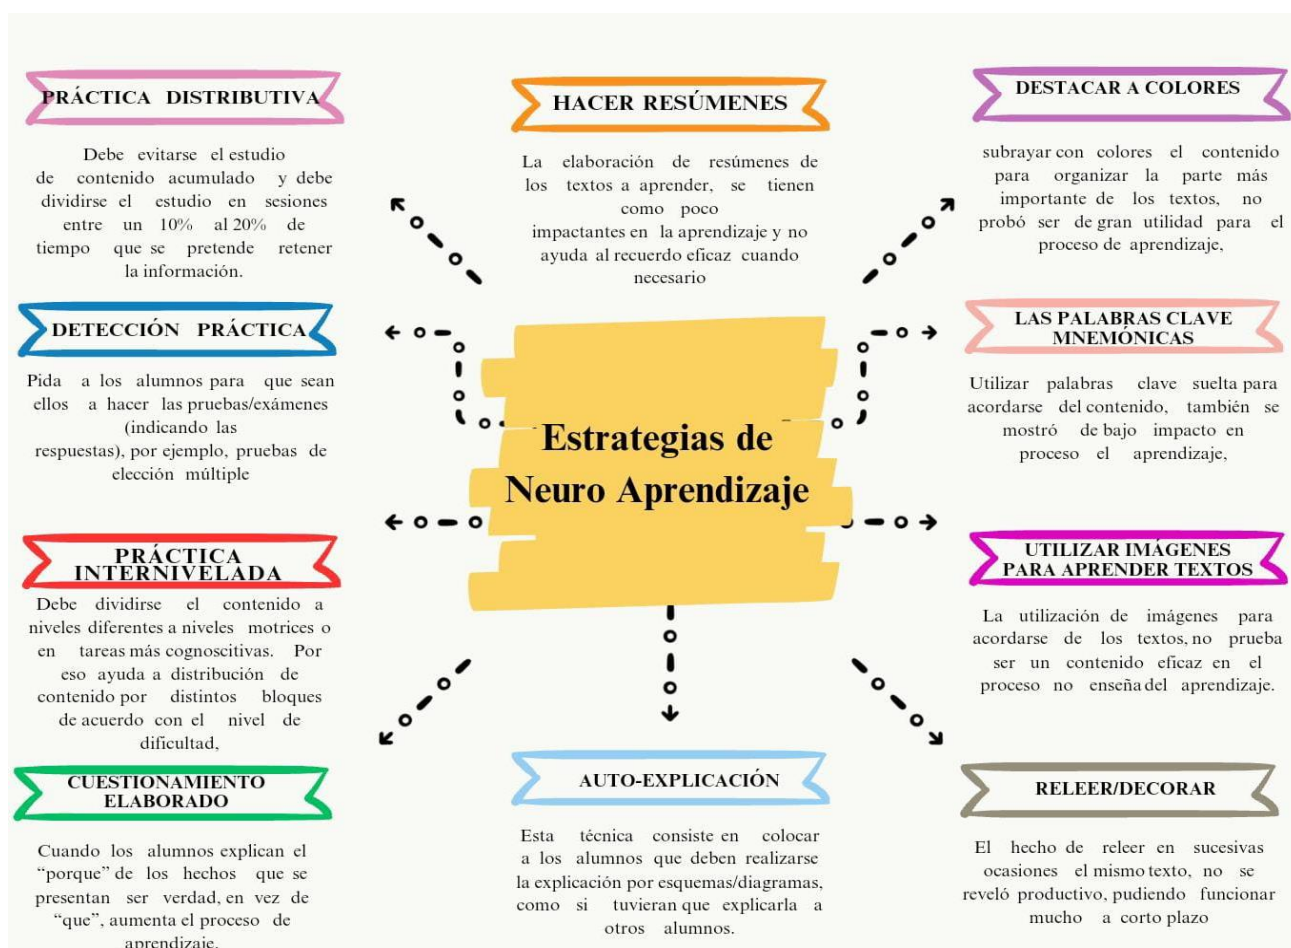 PRÁCTICA DISTRIBUTIVA
Debe evitarse el estudio
de contenido acumulado y debe
dividirse el estudio en sesiones
entre un 10% al 20% de
tiempo que se pretende retener
la información.
DETECCIÓN PRÁCTICA
Pida a los alumnos para que sean
ellos a hacer las pruebas/exámenes
(indicando las
respuestas), por ejemplo, pruebas de
elección múltiple
PRÁCTICA
INTERNIVELADA
Debe dividirse el contenido a
niveles diferentes a niveles motrices o
en tareas más cognoscitivas. Por
eso ayuda a distribución de
contenido por distintos bloques
de acuerdo con el nivel de
dificultad,
CUESTIONAMIENTO
ELABORADO
Cuando los alumnos explican el
“porque” de los hechos que se
presentan ser verdad, en vez de
“que”, aumenta el proceso de
aprendizaje.
HACER RESÚMENES
La elaboración de resúmenes de
los textos a aprender, se tienen
como poco
impactantes en la aprendizaje y no
ayuda al recuerdo eficaz cuando
necesario
Estrategias de
Neuro Aprendizaje
AUTO-EXPLICACIÓN
Esta técnica consiste en colocar
a los alumnos que deben realizarse
la explicación por esquemas/diagramas,
como si tuvieran que explicarla a
otros alumnos.
DESTACAR A COLORES
subrayar con colores el contenido
para organizar la parte más
importante de los textos, no
probó ser de gran utilidad para el
proceso de aprendizaje,
LAS PALABRAS CLAVE
MNEMÓNICAS
Utilizar palabras clave suelta para
acordarse del contenido, también se
mostró de bajo impacto en
proceso el aprendizaje,
UTILIZAR IMÁGENES
PARA APRENDER TEXTOS
La utilización de imágenes para
acordarse de los textos, no prueba
ser un contenido eficaz en el
proceso no enseña del aprendizaje.
RELEER/DECORAR
El hecho de releer en sucesivas
ocasiones el mismo texto, no se
reveló productivo, pudiendo funcionar
mucho a corto plazo